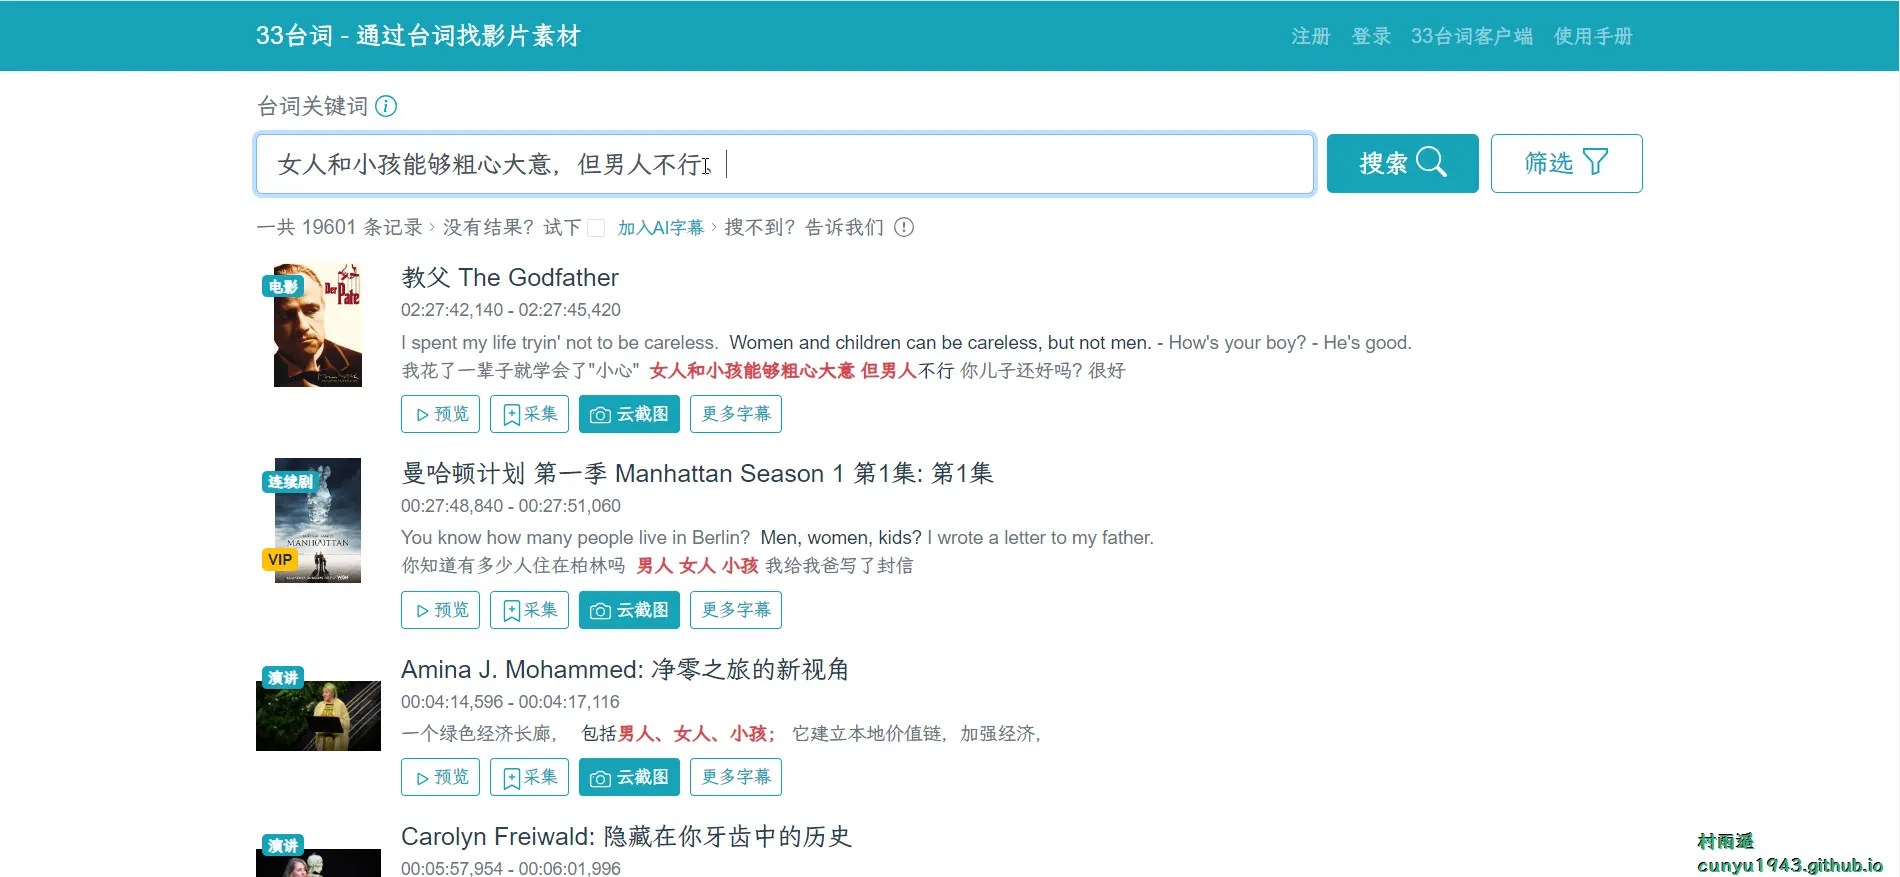 33台词 - 通过台词找影片素材
注册 登录 33台词客户端 使用手册
台词关键词
女人和小孩能够粗心大意，但男人不行。
搜索
筛选
一共 19601 条记录 › 没有结果？试下 加入AI字幕 › 搜不到？告诉我们
电影
Der Pate
教父 The Godfather
02:27:42,140 - 02:27:45,420
I spent my life tryin' not to be careless. Women and children can be careless, but not men. - How's your boy? - He's good.
我花了一辈子就学会了"小心" 女人和小孩能够粗心大意 但男人不行 你儿子还好吗？很好
预览 采集 云截图 更多字幕
连续剧
MANHATTAN
VIP
曼哈顿计划 第一季 Manhattan Season 1 第1集: 第1集
00:27:48,840 - 00:27:51,060
You know how many people live in Berlin? Men, women, kids? I wrote a letter to my father.
你知道有多少人住在柏林吗 男人 女人 小孩 我给我爸写了封信
预览 采集 云截图 更多字幕
演讲
Amina J. Mohammed: 净零之旅的新视角
00:04:14,596 - 00:04:17,116
一个绿色经济长廊， 包括男人、女人、小孩； 它建立本地价值链，加强经济，
预览 采集 云截图 更多字幕
演讲
Carolyn Freiwald: 隐藏在你牙齿中的历史
00:05:57,954 - 00:06:01,996
村雨遥
cunyu1943.github.io